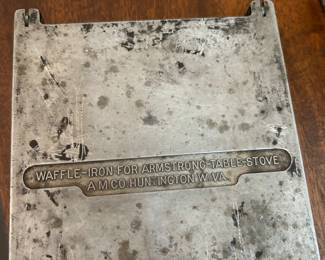 WAFFLE-IRON FOR ARMSTRONG-TABLE-STOVE
A.M.CO. HUNTINGTON. W. VA.